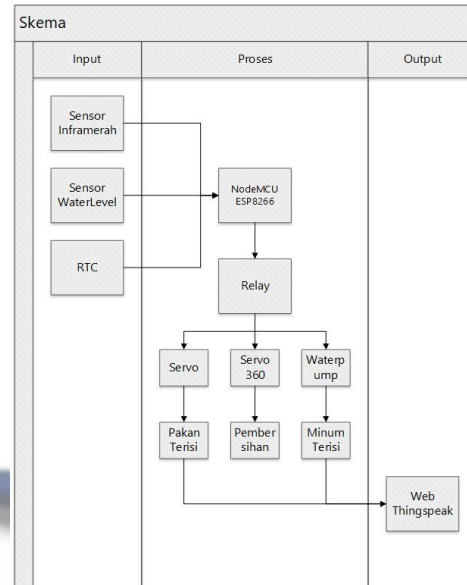 Skema
Input
Proses
Output
Sensor
Inframerah
Sensor
WaterLevel
RTC
NodeMCU
ESP8266
Relay
Servo
Servo
360
Waterp
ump
Pakan
Terisi
Pember
sihan
Minum
Terisi
Web
Thingspeak